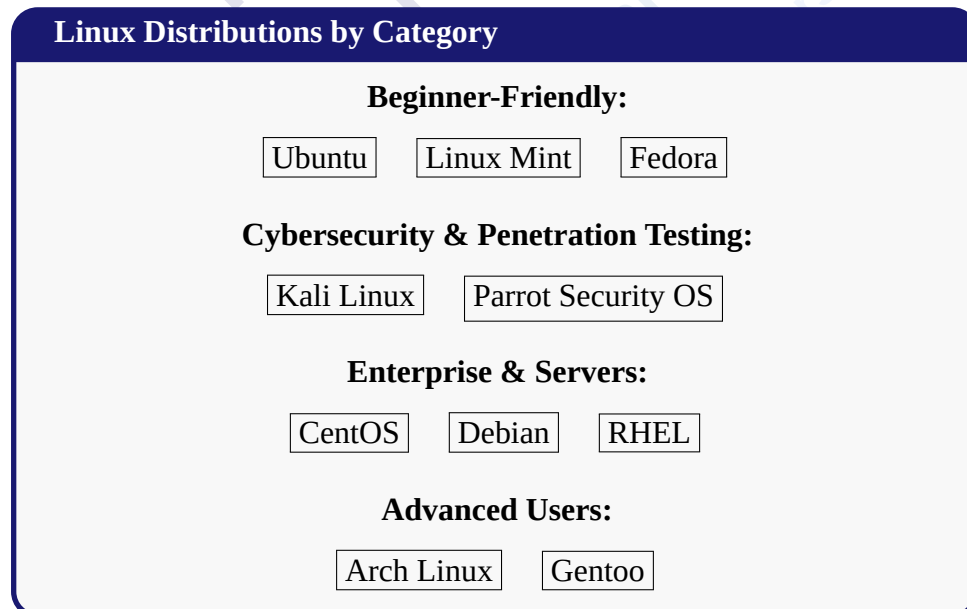 Linux Distributions by Category
Beginner-Friendly:
Ubuntu Linux Mint Fedora
Cybersecurity & Penetration Testing:
Kali Linux Parrot Security OS
Enterprise & Servers:
CentOS Debian RHEL
Advanced Users:
Arch Linux Gentoo